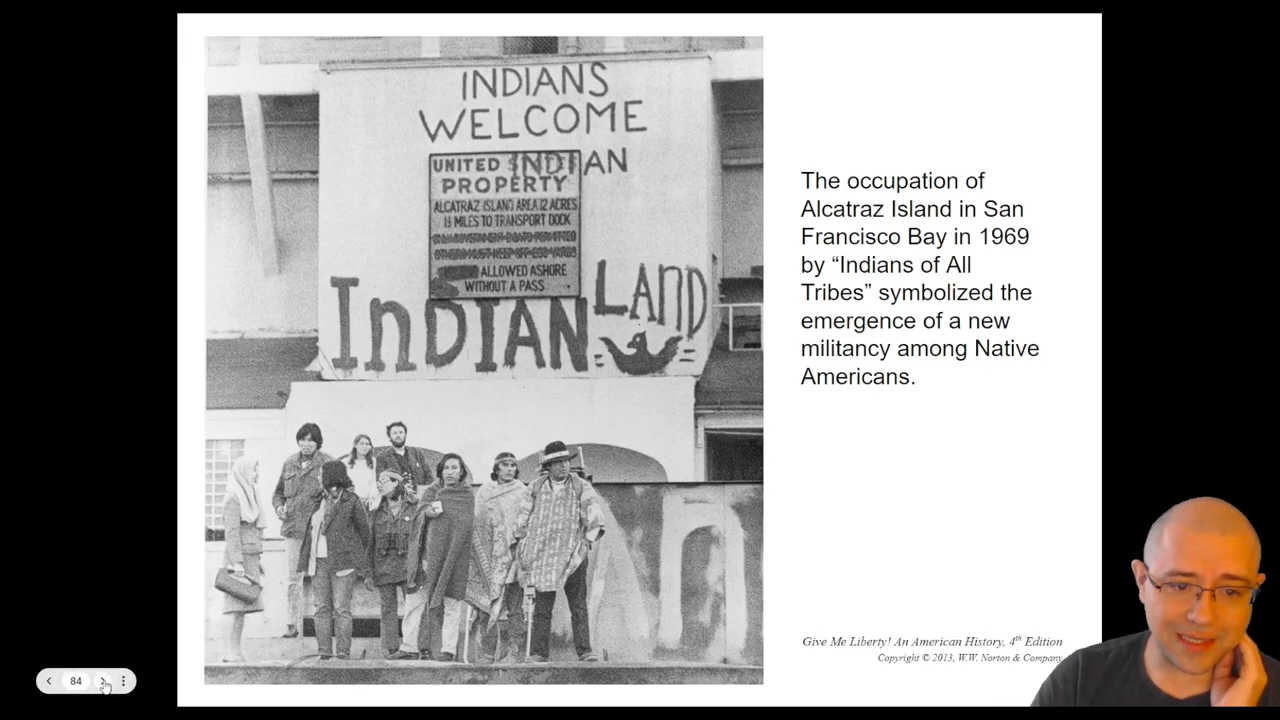 INDIANS
WELCOME
UNITED INDIAN
PROPERTY
ALCATRAZ ISLAND AREA 12 ACRES
1½ MILES TO TRANSPORT DOCK
ALLOWED ASHORE
WITHOUT A PASS
INDIAN LAND
The occupation of
Alcatraz Island in San
Francisco Bay in 1969
by “Indians of All
Tribes” symbolized the
emergence of a new
militancy among Native
Americans.
Give Me Liberty! An American History, 4th Edition
Copyright © 2013, W.W. Norton & Company
84